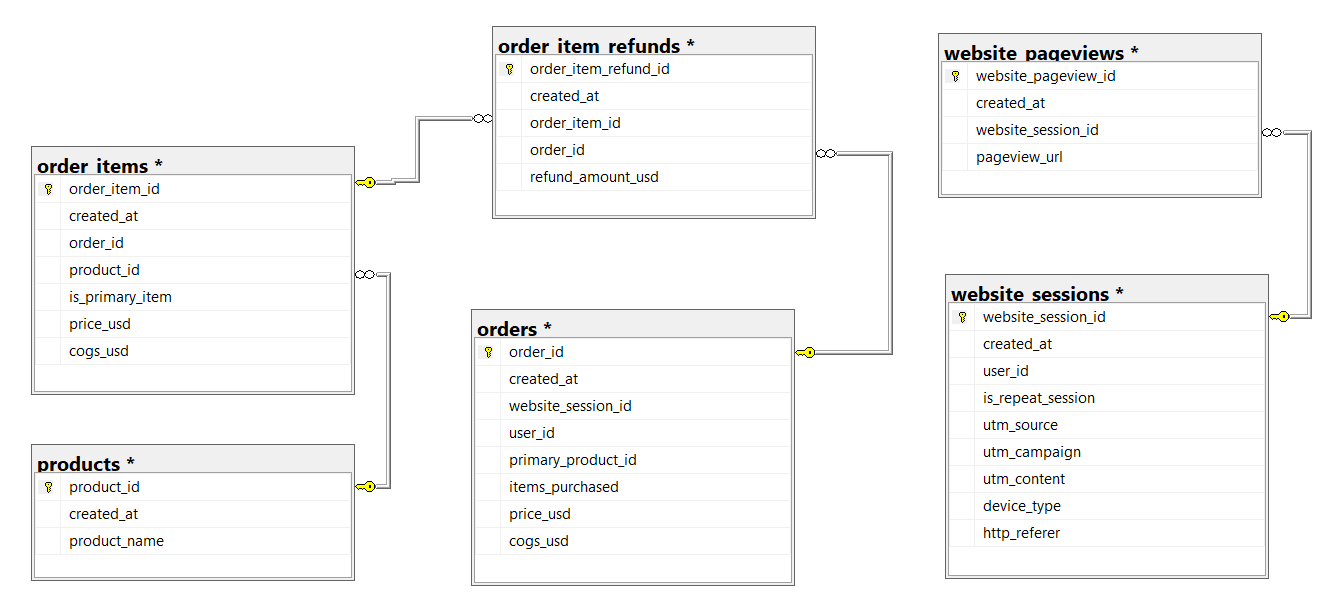 order_item_refunds *
order_item_refund_id
created_at
order_item_id
order_id
refund_amount_usd
website_pageviews *
website_pageview_id
created_at
website_session_id
pageview_url
order_items *
order_item_id
created_at
order_id
product_id
is_primary_item
price_usd
cogs_usd
orders *
order_id
created_at
website_session_id
user_id
primary_product_id
items_purchased
price_usd
cogs_usd
website_sessions *
website_session_id
created_at
user_id
is_repeat_session
utm_source
utm_campaign
utm_content
device_type
http_referer
products *
product_id
created_at
product_name